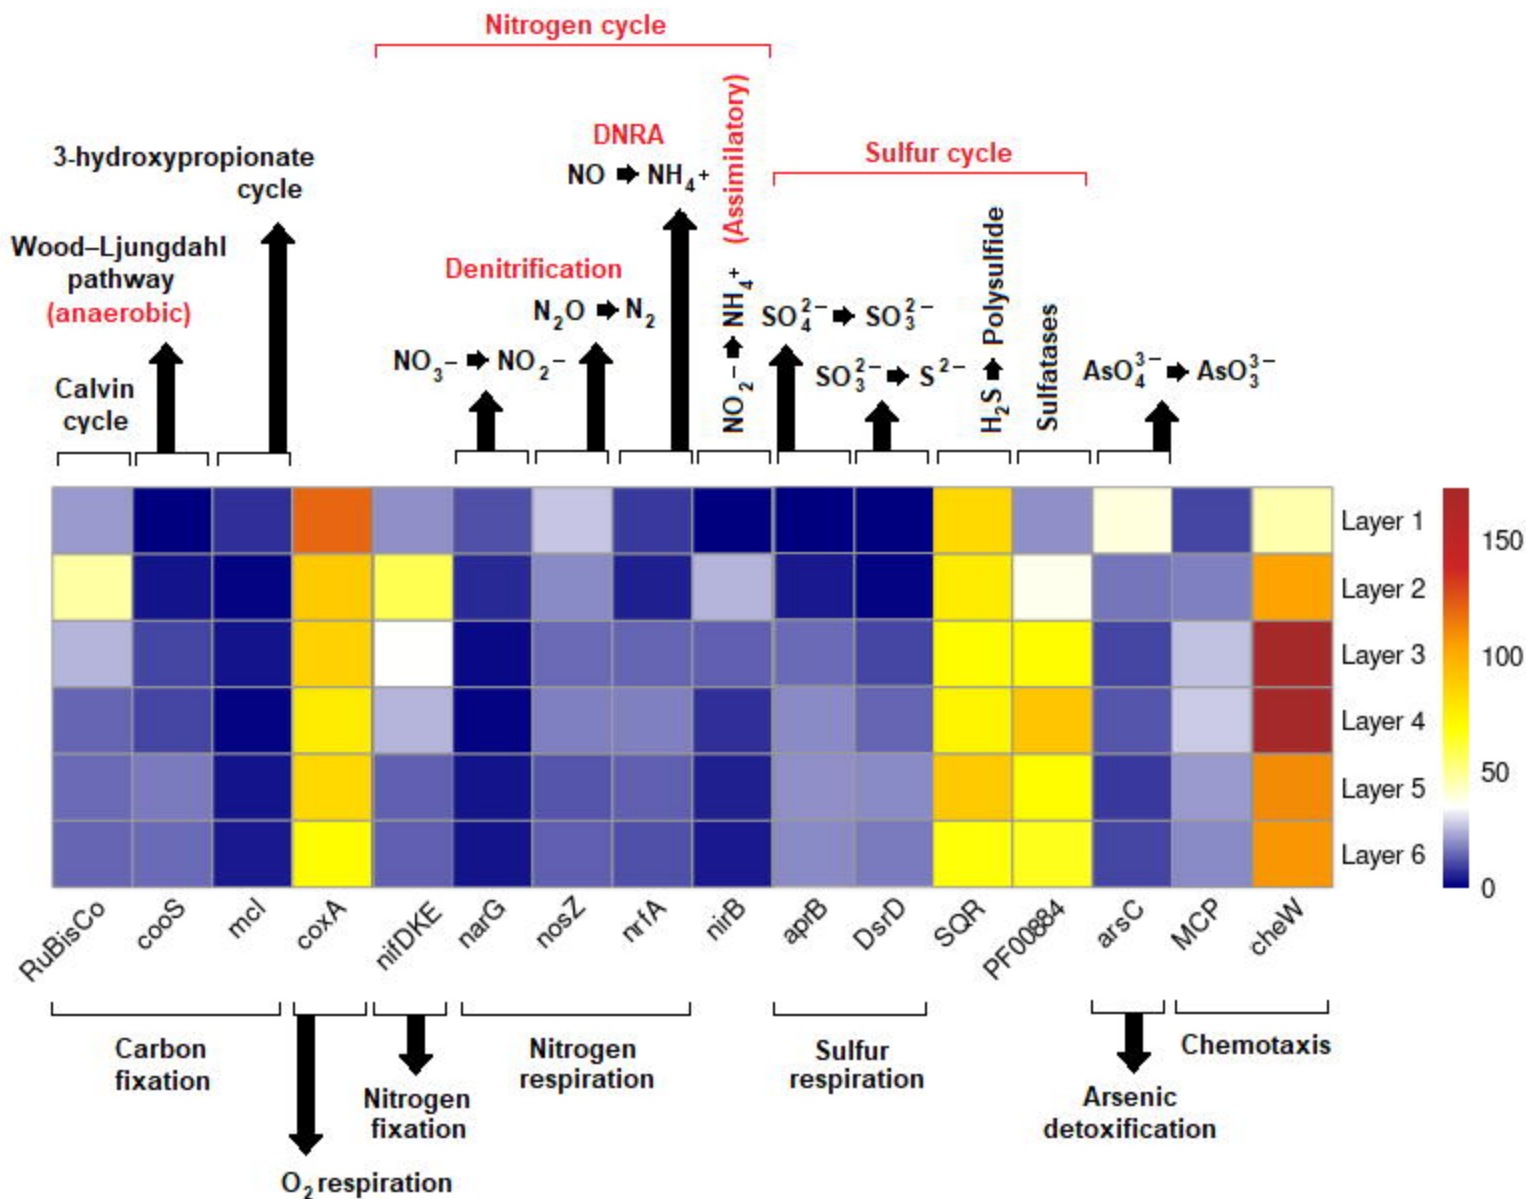 Nitrogen cycle
DNRA
NO → NH₄⁺
(Assimilatory)
NO₂⁻ → NH₄⁺
Sulfur cycle
3-hydroxypropionate
cycle
Wood–Ljungdahl
pathway
(anaerobic)
Calvin
cycle
Denitrification
N₂O → N₂
NO₃⁻ → NO₂⁻
SO₄²⁻ → SO₃²⁻
SO₃²⁻ → S²⁻
H₂S → Polysulfide
Sulfatases
AsO₄³⁻ → AsO₃³⁻
Layer 1
Layer 2
Layer 3
Layer 4
Layer 5
Layer 6
150
100
50
0
RuBisCo
cooS
mcl
coxA
nifDKE
narG
nosZ
nrfA
nirB
aprB
DsrD
SQR
PF00884
arsC
MCP
cheW
Carbon
fixation
O₂ respiration
Nitrogen
fixation
Nitrogen
respiration
Sulfur
respiration
Arsenic
detoxification
Chemotaxis